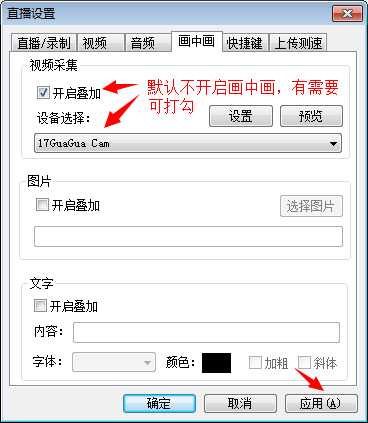 直播设置
直播/录制 视频 音频 画中画 快捷键 上传测速
视频采集
开启叠加
默认不开启画中画，有需要
可打勾
设备选择:
设置 预览
17GuaGua Cam
图片
开启叠加 选择图片
文字
开启叠加
内容:
字体: 颜色: 加粗 斜体
确定 取消 应用(A)